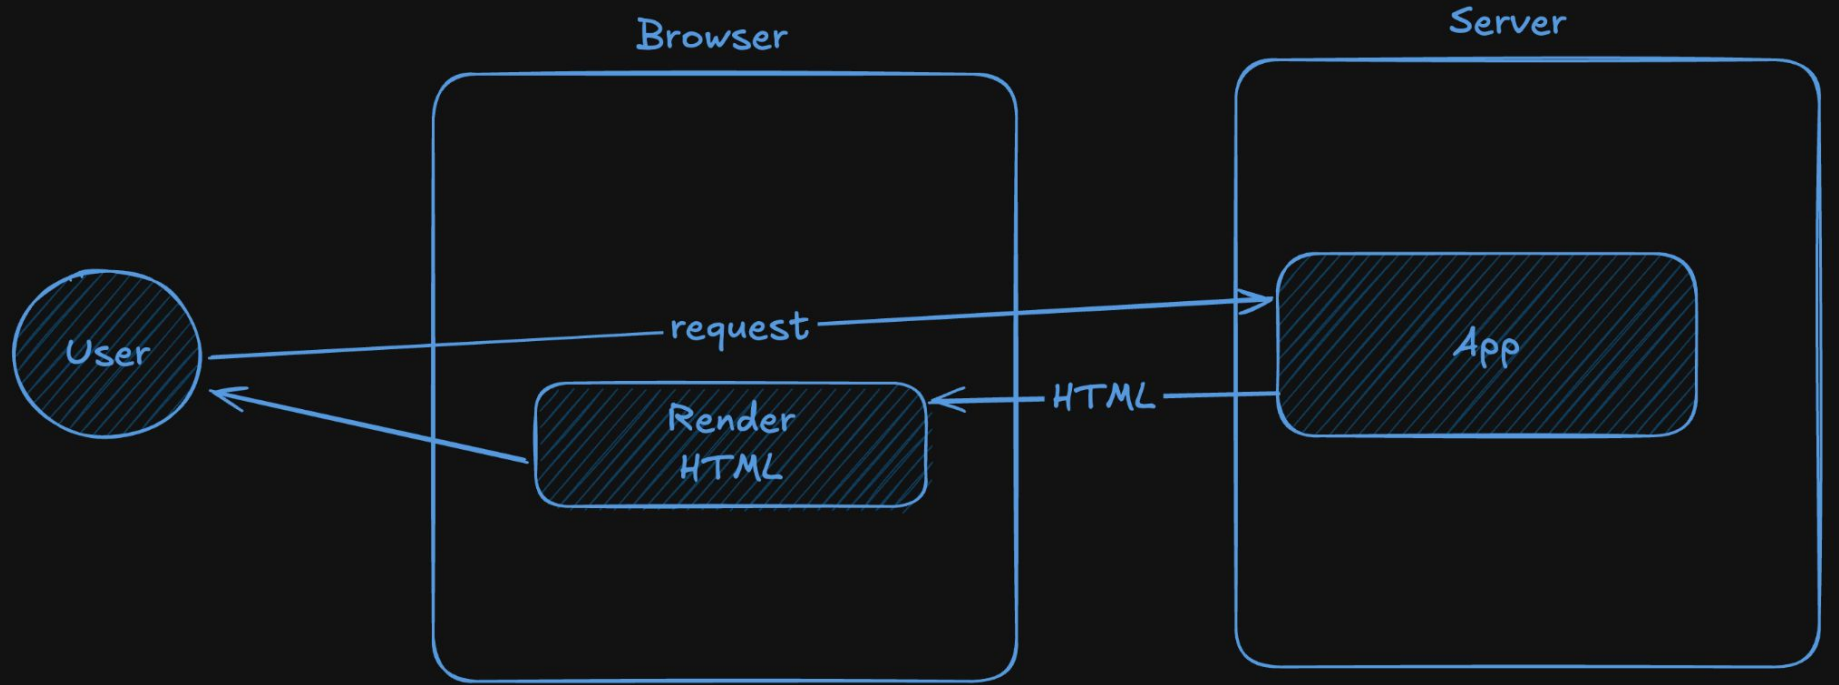 Browser
Server
User
request
App
HTML
Render
HTML